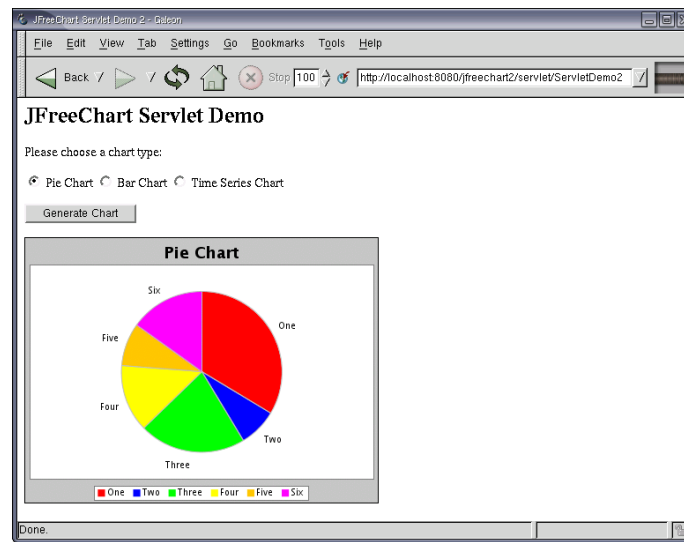 JFreeChart Servlet Demo 2 - Galeon
File Edit View Tab Settings Go Bookmarks Tools Help
Back Stop 100 http://localhost:8080/jfreechart2/servlet/ServletDemo2
JFreeChart Servlet Demo
Please choose a chart type:
Pie Chart Bar Chart Time Series Chart
Generate Chart
Pie Chart
Six
One
Five
Four
Two
Three
One Two Three Four Five Six
Done.